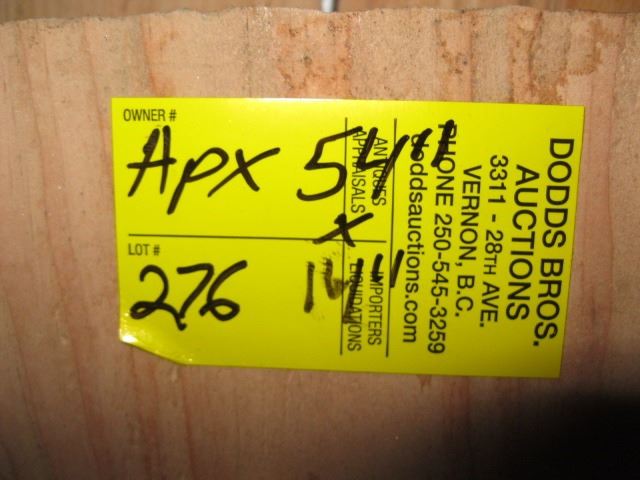 OWNER #
Apx 54"
x
14"
LOT #
276
ANTIQUES
APPRAISALS
IMPORTERS
LIQUIDATIONS
DODDS BROS.
AUCTIONS
3311 - 28TH AVE.
VERNON, B.C.
PHONE 250-545-3259
doddsauctions.com